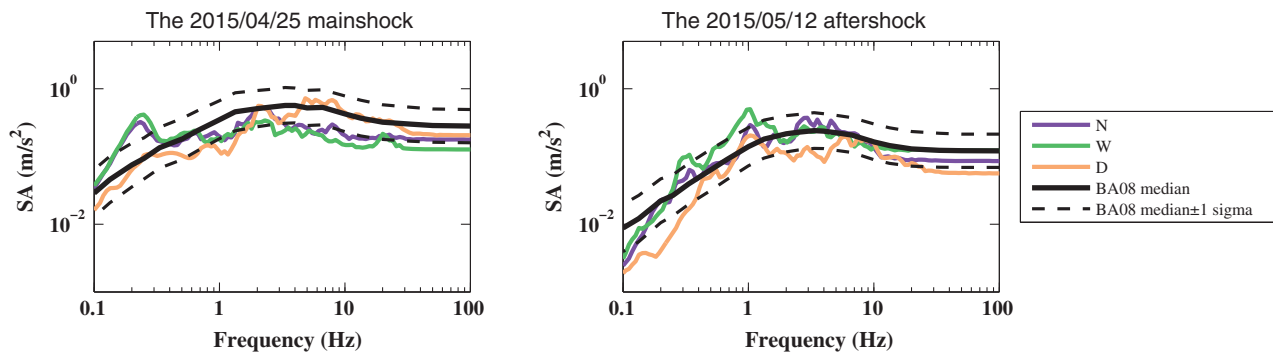 The 2015/04/25 mainshock
SA (m/s²)
10⁰
10⁻²
0.1 1 10 100
Frequency (Hz)
The 2015/05/12 aftershock
SA (m/s²)
10⁰
10⁻²
0.1 1 10 100
Frequency (Hz)
N
W
D
BA08 median
BA08 median±1 sigma